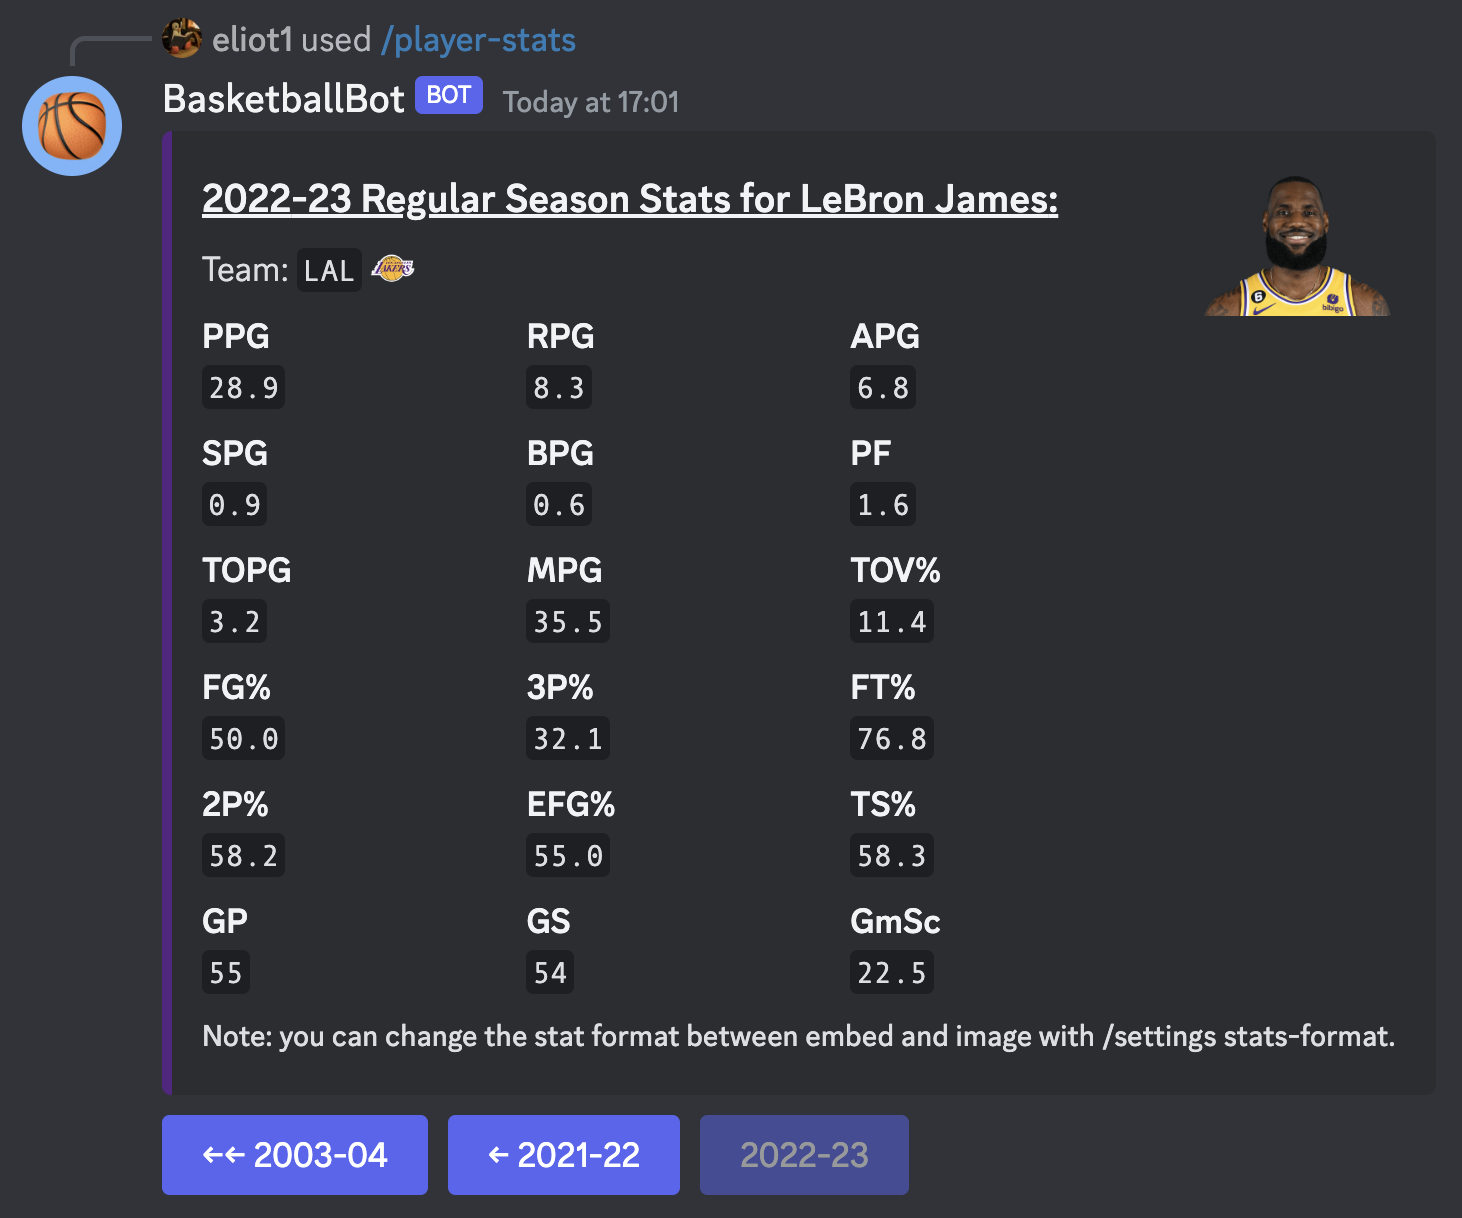 eliot1 used /player-stats
BasketballBot BOT Today at 17:01
2022-23 Regular Season Stats for LeBron James:
Team: LAL LAKERS
6 bibigo
PPG RPG APG
28.9 8.3 6.8
SPG BPG PF
0.9 0.6 1.6
TOPG MPG TOV%
3.2 35.5 11.4
FG% 3P% FT%
50.0 32.1 76.8
2P% EFG% TS%
58.2 55.0 58.3
GP GS GmSc
55 54 22.5
Note: you can change the stat format between embed and image with /settings stats-format.
←← 2003-04 ← 2021-22 2022-23